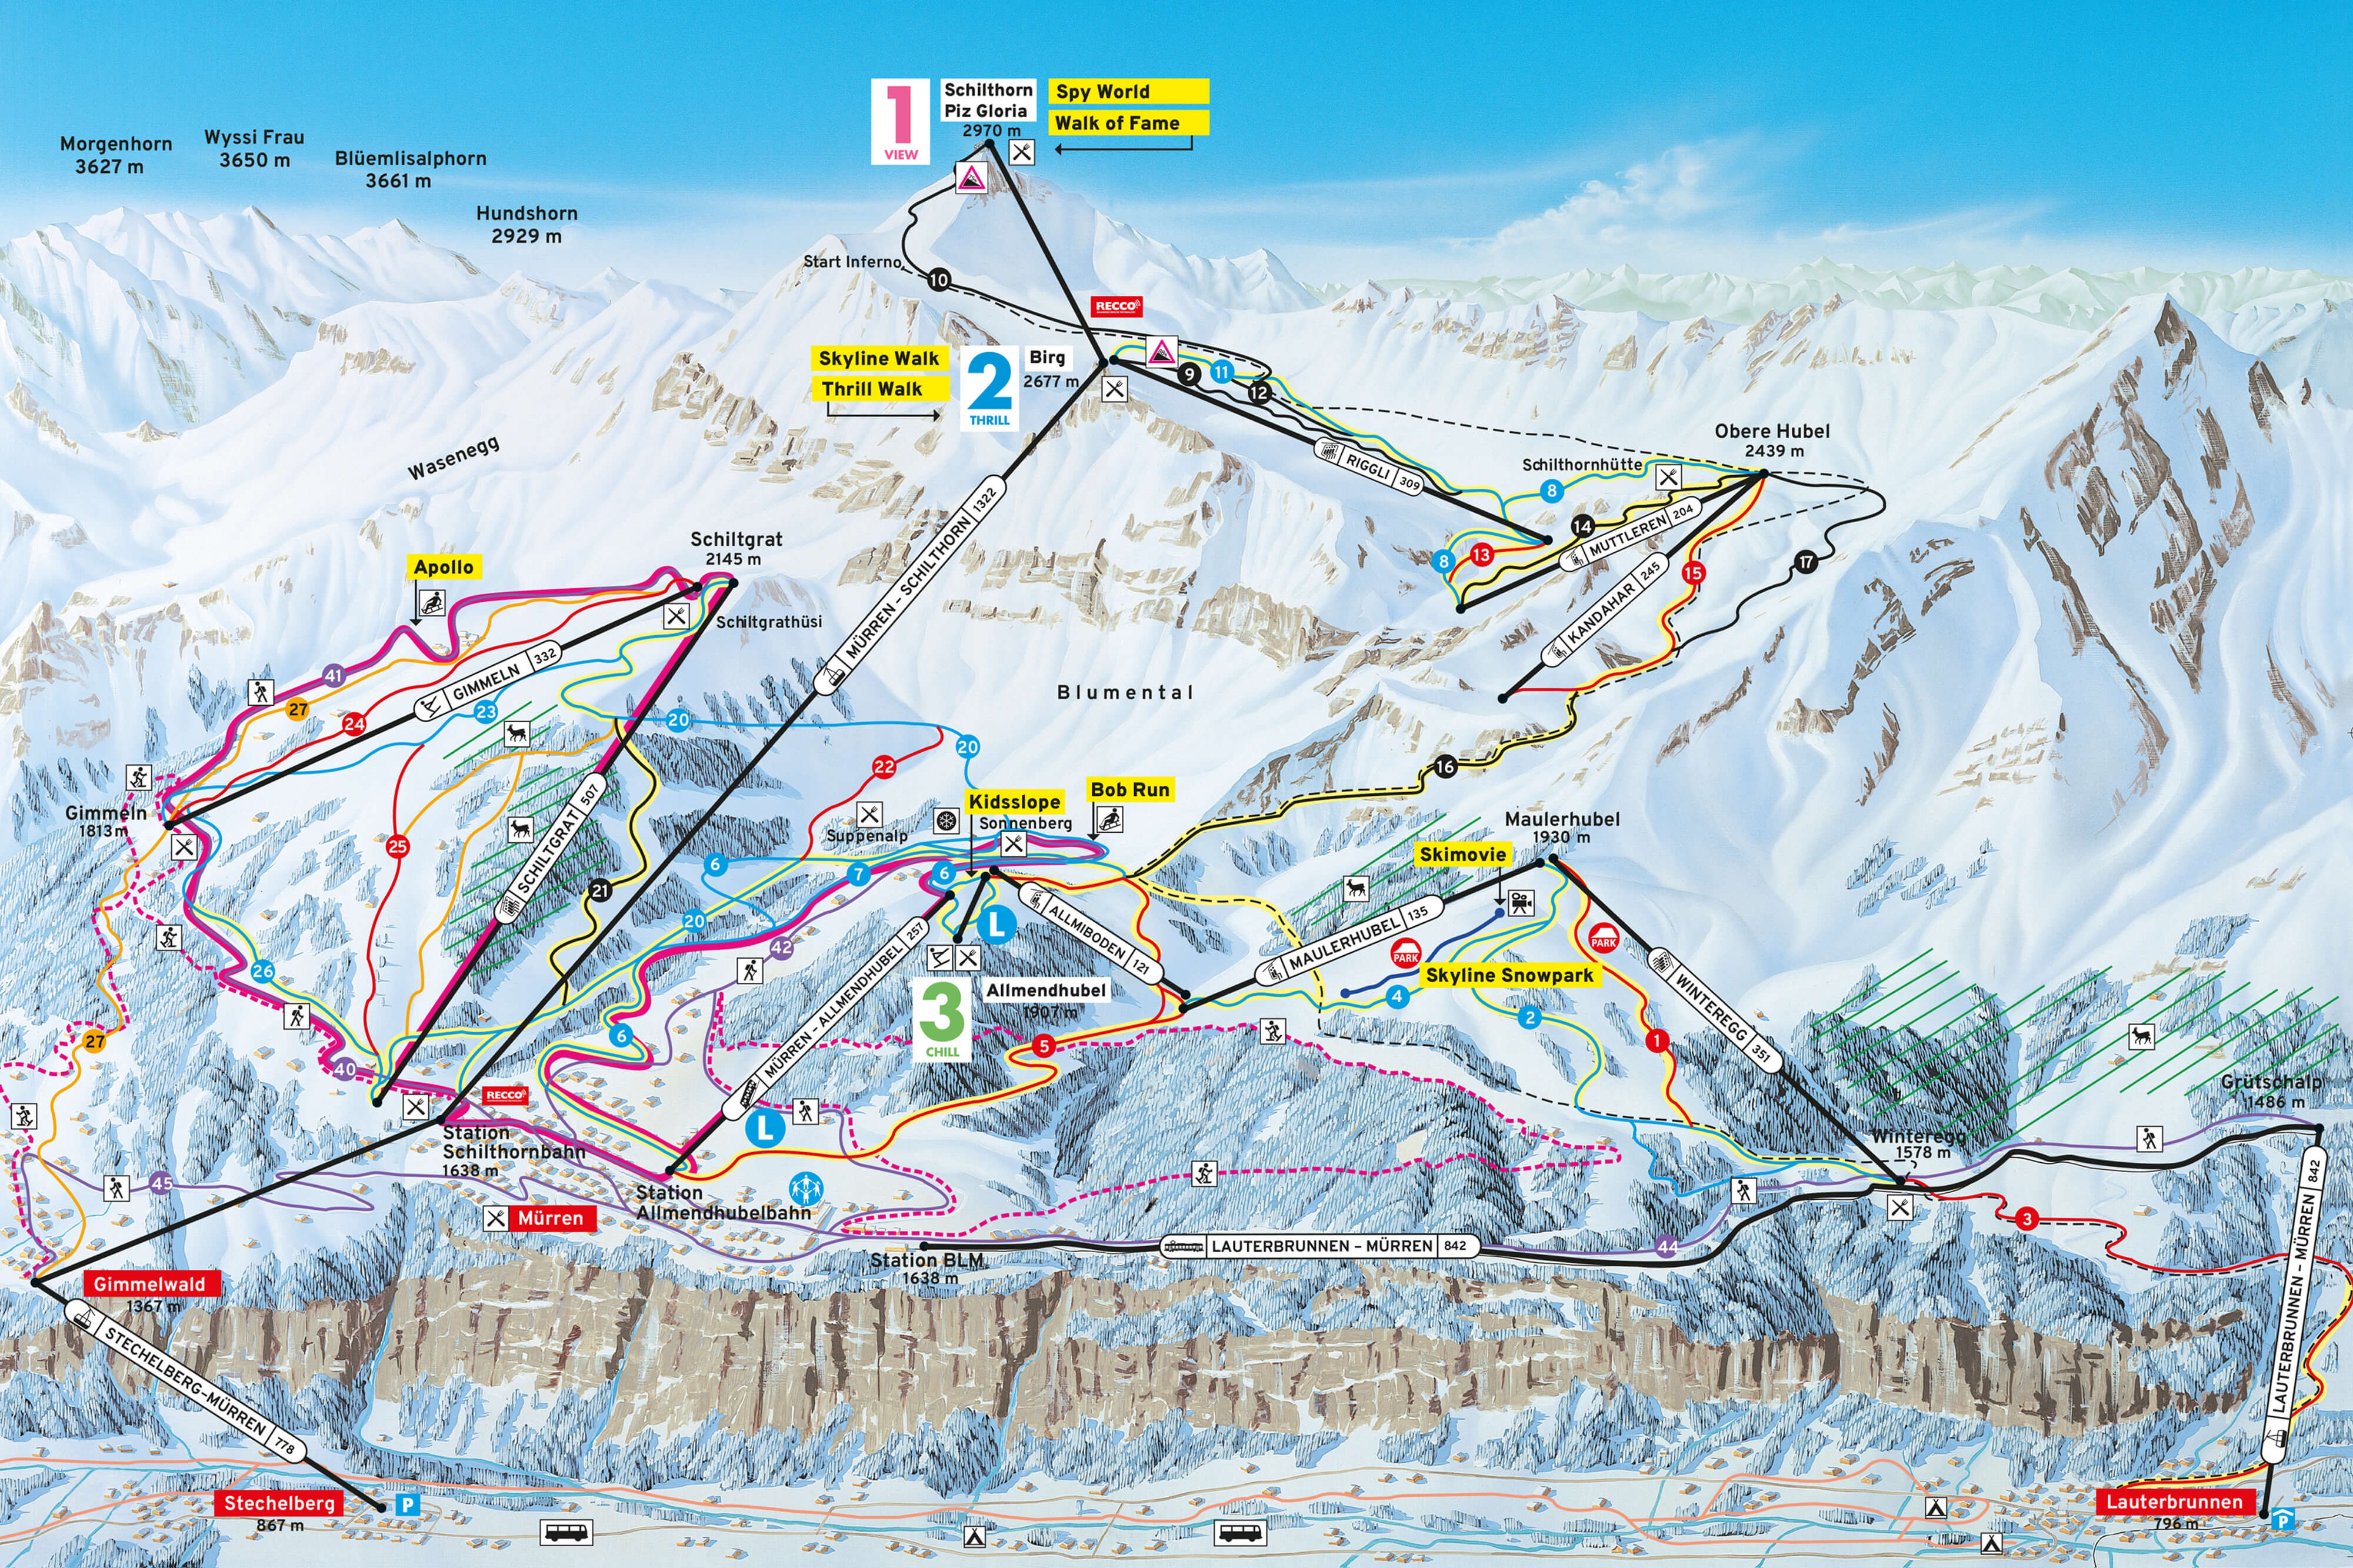 1
VIEW
Schilthorn
Piz Gloria
2970 m
Spy World
Walk of Fame
Morgenhorn
3627 m
Wyssi Frau
3650 m
Blüemlisalphorn
3661 m
Hundshorn
2929 m
Start Inferno
10
RECCO
Skyline Walk
Thrill Walk
2
THRILL
Birg
2677 m
9
11
12
RIGGLI 309
Obere Hubel
2439 m
Schilthornhütte
8
14
MUTTLEREN 204
8
13
KANDAHAR 245
15
17
Wasenegg
Schiltgrat
2145 m
Schiltgrathüsi
Apollo
MÜRREN - SCHILTHORN 1322
Blumental
41
27
24
GIMMELN 332
23
20
20
22
16
Gimmeln
1813m
25
SCHILTGRAT 507
21
Suppenalp
Kidsslope
Sonnenberg
Bob Run
6
7
6
20
42
L
ALLMIBODEN 121
Maulerhubel
1930 m
Skimovie
MAULERHUBEL 135
PARK
PARK
Skyline Snowpark
4
2
1
WINTEREGG 351
26
27
40
6
MÜRREN - ALLMENDHUBEL 257
3
CHILL
Allmendhubel
1907 m
5
L
RECCO
Station
Schilthornbahn
1638 m
45
Mürren
Station
Allmendhubelbahn
Station BLM
1638 m
LAUTERBRUNNEN - MÜRREN 842
44
Winteregg
1578 m
Grütschalp
1486 m
3
LAUTERBRUNNEN - MÜRREN 842
Gimmelwald
1367 m
STECHELBERG-MÜRREN 778
Stechelberg
867 m
P
Lauterbrunnen
796 m
P